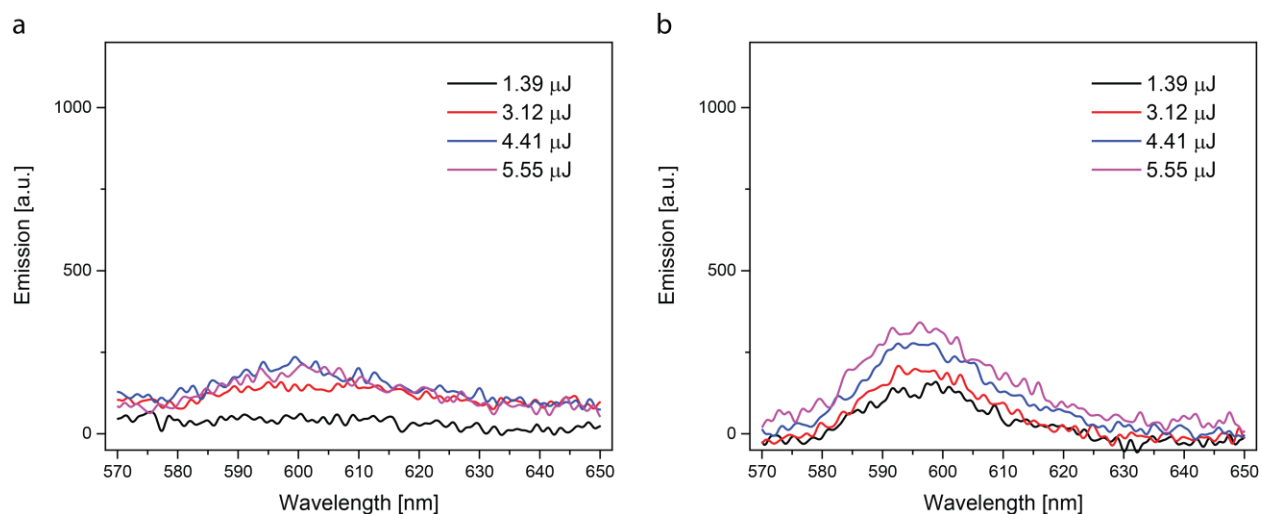 a
1000
500
0
Emission [a.u.]
570 580 590 600 610 620 630 640 650
Wavelength [nm]
1.39 μJ
3.12 μJ
4.41 μJ
5.55 μJ
b
1000
500
0
Emission [a.u.]
570 580 590 600 610 620 630 640 650
Wavelength [nm]
1.39 μJ
3.12 μJ
4.41 μJ
5.55 μJ